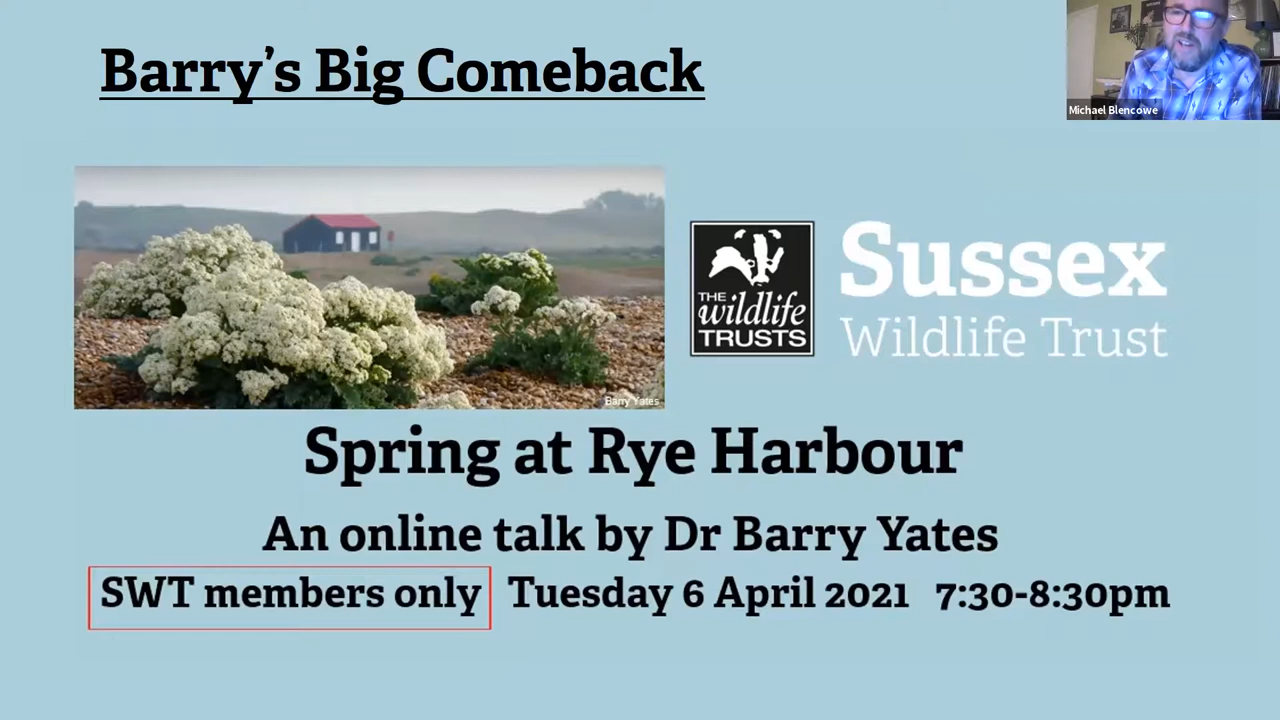 Barry's Big Comeback
Michael Blencowe
THE
wildlife
TRUSTS
Sussex
Wildlife Trust
Barry Yates
Spring at Rye Harbour
An online talk by Dr Barry Yates
SWT members only Tuesday 6 April 2021 7:30-8:30pm